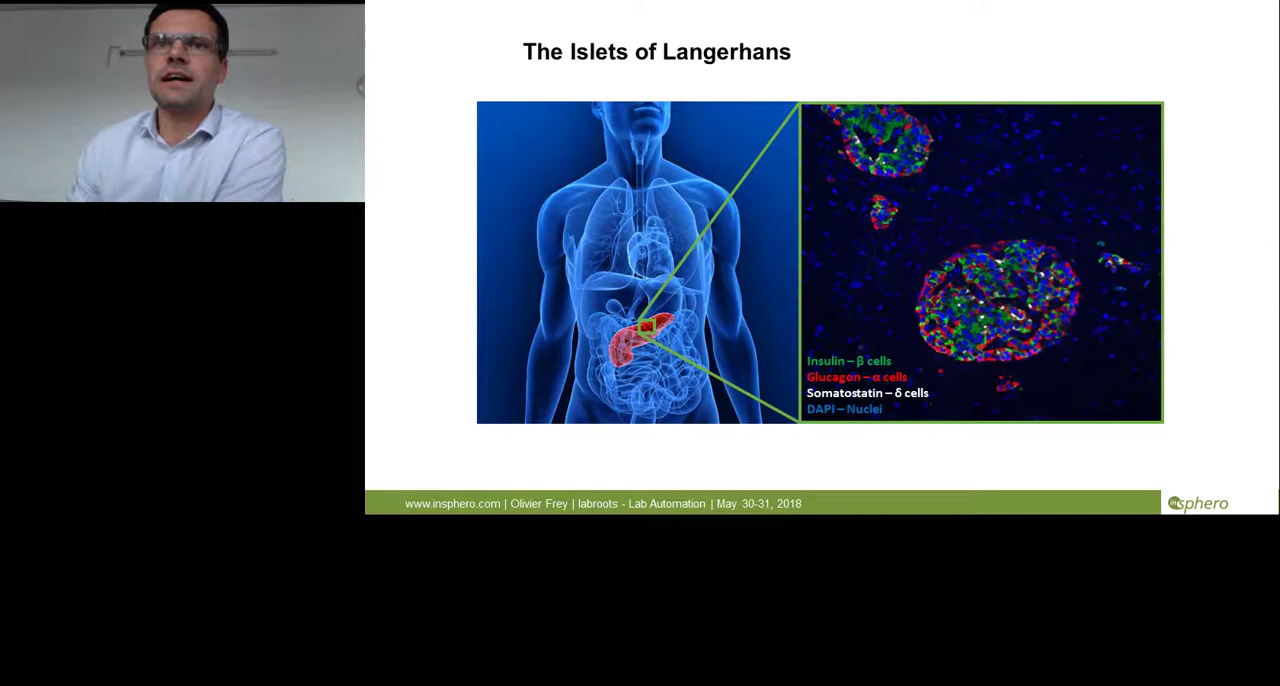 The Islets of Langerhans
Insulin – β cells
Glucagon – α cells
Somatostatin – δ cells
DAPI – Nuclei
www.insphero.com | Olivier Frey | labroots - Lab Automation | May 30-31, 2018
insphero